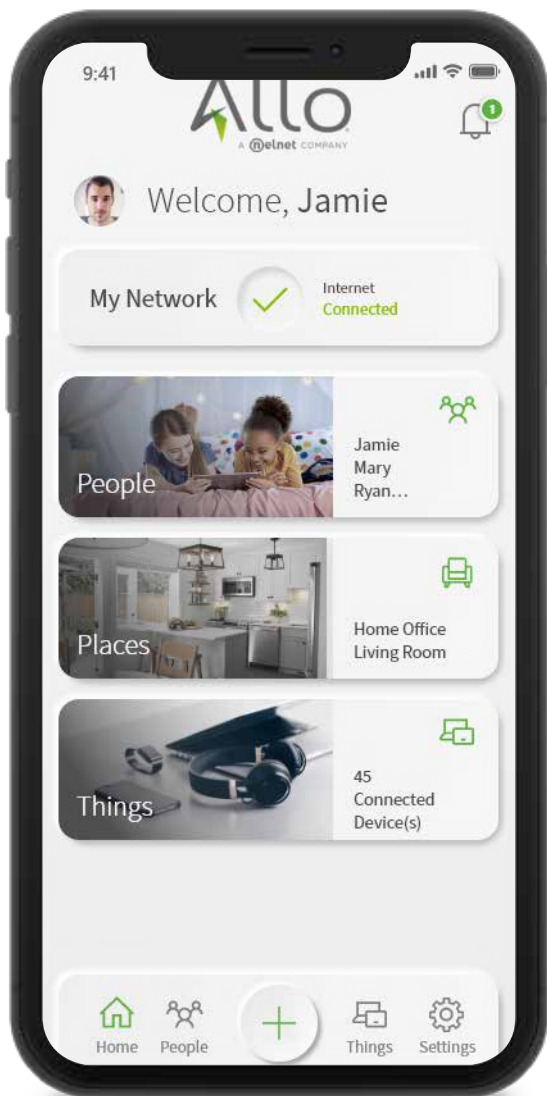 9:41
Allo
A nelnet COMPANY
1
Welcome, Jamie
My Network
Internet
Connected
People
Jamie
Mary
Ryan...
Places
Home Office
Living Room
Things
45
Connected
Device(s)
Home People Things Settings